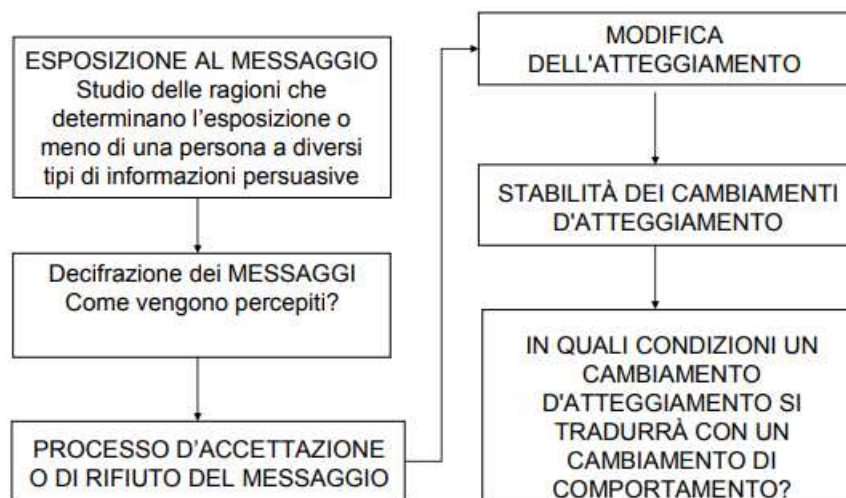 ESPOSIZIONE AL MESSAGGIO
Studio delle ragioni che
determinano l’esposizione o
meno di una persona a diversi
tipi di informazioni persuasive
Decifrazione dei MESSAGGI
Come vengono percepiti?
PROCESSO D’ACCETTAZIONE
O DI RIFIUTO DEL MESSAGGIO
MODIFICA
DELL'ATTEGGIAMENTO
STABILITÀ DEI CAMBIAMENTI
D'ATTEGGIAMENTO
IN QUALI CONDIZIONI UN
CAMBIAMENTO
D'ATTEGGIAMENTO SI
TRADURRÀ CON UN
CAMBIAMENTO DI
COMPORTAMENTO?